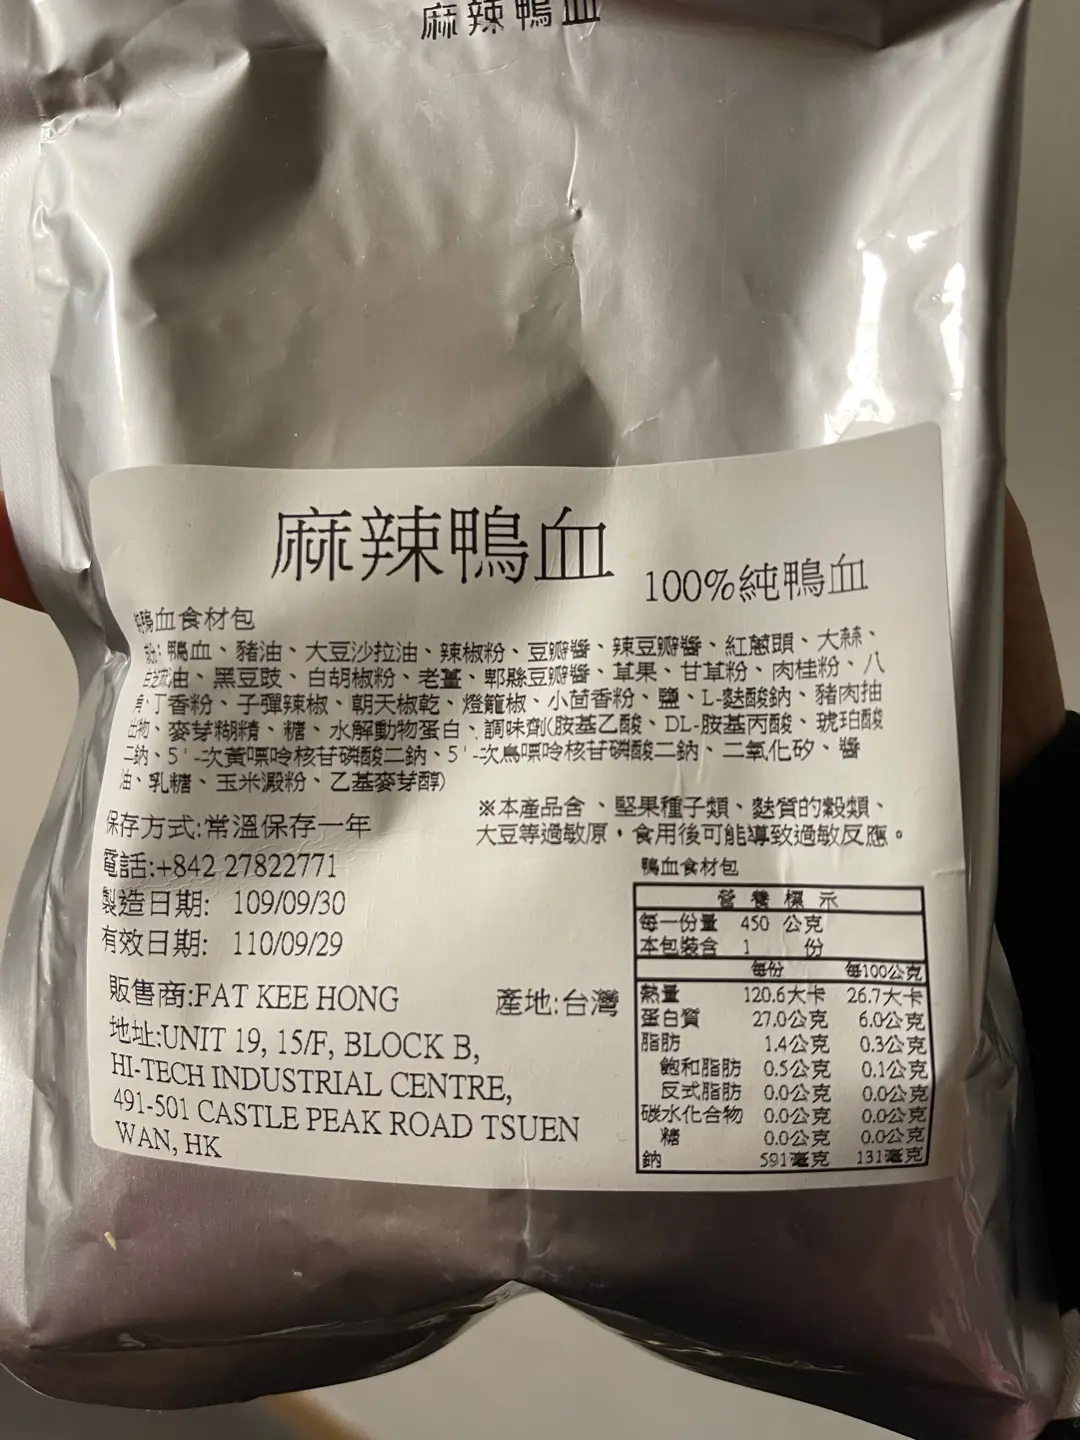 麻辣鴨血
麻辣鴨血
100%純鴨血
鴨血食材包
鴨血、豬油、大豆沙拉油、辣椒粉、豆瓣醬、辣豆瓣醬、紅蔥頭、大蒜、
油、黑豆豉、白胡椒粉、老薑、郫縣豆瓣醬、草果、甘草粉、肉桂粉、八
丁香粉、子彈辣椒、朝天椒乾、燈籠椒、小茴香粉、鹽、L-麩酸鈉、豬肉抽
出物、麥芽糊精、糖、水解動物蛋白、調味劑(胺基乙酸、DL-胺基丙酸、琥珀酸
二鈉、5'-次黃嘌呤核苷磷酸二鈉、5'-次鳥嘌呤核苷磷酸二鈉、二氧化矽、醬
油、乳糖、玉米澱粉、乙基麥芽醇)
※本產品含、堅果種子類、麩質的穀類、
大豆等過敏原，食用後可能導致過敏反應。
保存方式:常溫保存一年
電話:+842 27822771
製造日期: 109/09/30
有效日期: 110/09/29
販售商:FAT KEE HONG
產地:台灣
地址:UNIT 19, 15/F, BLOCK B,
HI-TECH INDUSTRIAL CENTRE,
491-501 CASTLE PEAK ROAD TSUEN
WAN, HK
鴨血食材包
營養標示
每一份量 450 公克
本包裝含 1 份
每份 每100公克
熱量 120.6大卡 26.7大卡
蛋白質 27.0公克 6.0公克
脂肪 1.4公克 0.3公克
飽和脂肪 0.5公克 0.1公克
反式脂肪 0.0公克 0.0公克
碳水化合物 0.0公克 0.0公克
糖 0.0公克 0.0公克
鈉 591毫克 131毫克